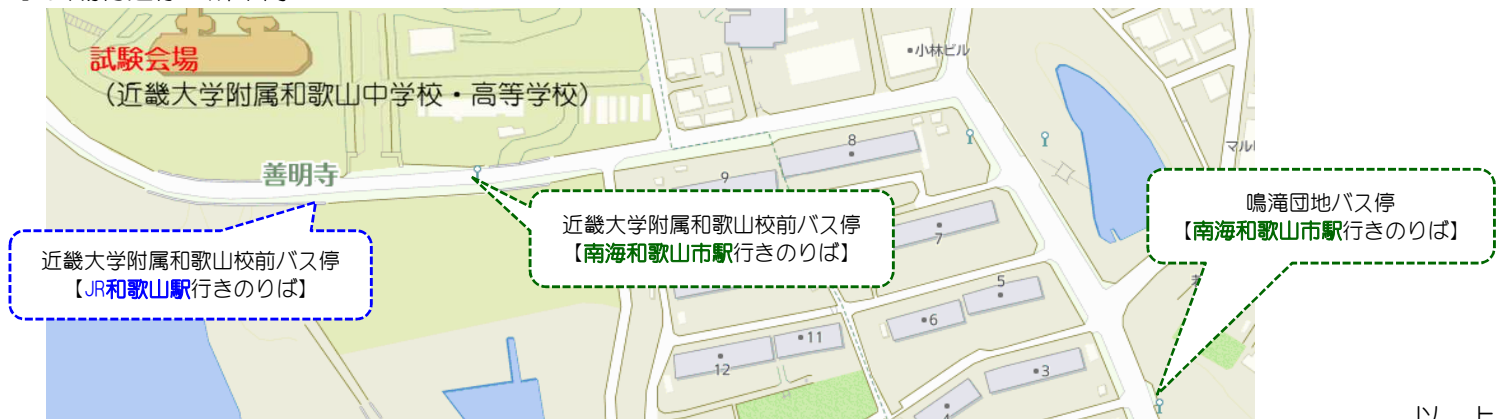 試験会場
(近畿大学附属和歌山中学校・高等学校)
・小林ビル
善明寺
8
9
7
5
・6
・11
12
・3
近畿大学附属和歌山校前バス停
【JR和歌山駅行きのりば】
近畿大学附属和歌山校前バス停
【南海和歌山市駅行きのりば】
鳴滝団地バス停
【南海和歌山市駅行きのりば】
以 上